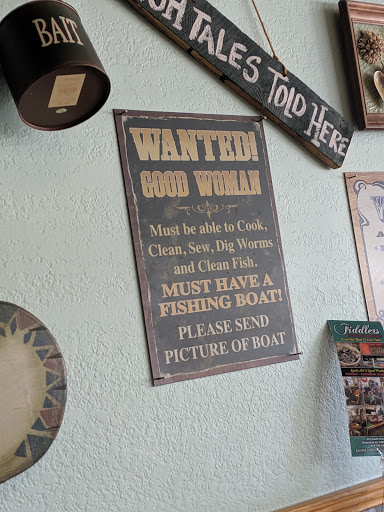 BAIT
SH TALES TOLD HERE
WANTED!
GOOD WOMAN
Must be able to Cook,
Clean, Sew, Dig Worms
and Clean Fish.
MUST HAVE A
FISHING BOAT!
PLEASE SEND
PICTURE OF BOAT
Fiddlers